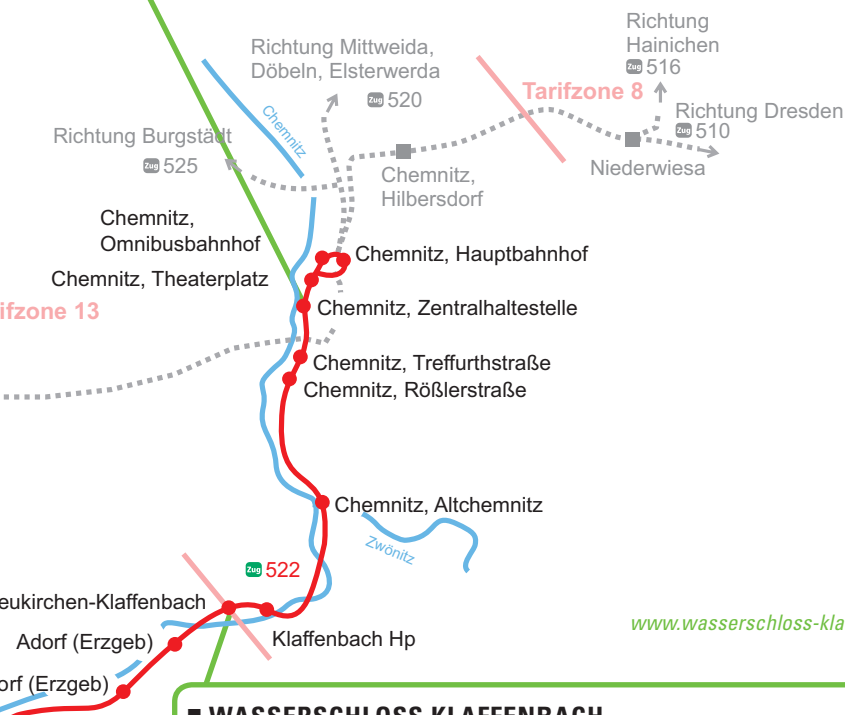 Richtung
Hainichen
Zug 516
Richtung Mittweida,
Döbeln, Elsterwerda
Zug 520
Tarifzone 8
Richtung Dresden
Zug 510
Chemnitz
Richtung Burgstädt
Zug 525
Niederwiesa
Chemnitz,
Hilbersdorf
Chemnitz,
Omnibusbahnhof
Chemnitz, Hauptbahnhof
Chemnitz, Theaterplatz
ifzone 13
Chemnitz, Zentralhaltestelle
Chemnitz, Treffurthstraße
Chemnitz, Rößlerstraße
Chemnitz, Altchemnitz
Zwönitz
Zug 522
eukirchen-Klaffenbach
www.wasserschloss-kla
Klaffenbach Hp
Adorf (Erzgeb)
orf (Erzgeb)
WASSERSCHLOSS KLAFFENBACH